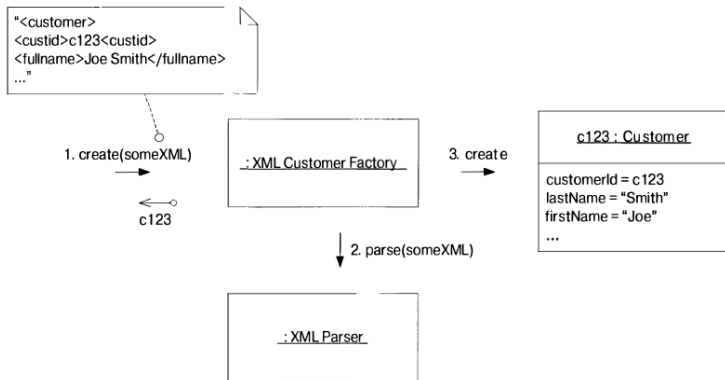 “<customer>
<custid>c123<custid>
<fullname>Joe Smith</fullname>
...”
1. create(someXML)
c123
: XML Customer Factory
3. create
c123 : Customer
customerId = c123
lastName = “Smith”
firstName = “Joe”
...
2. parse(someXML)
: XML Parser